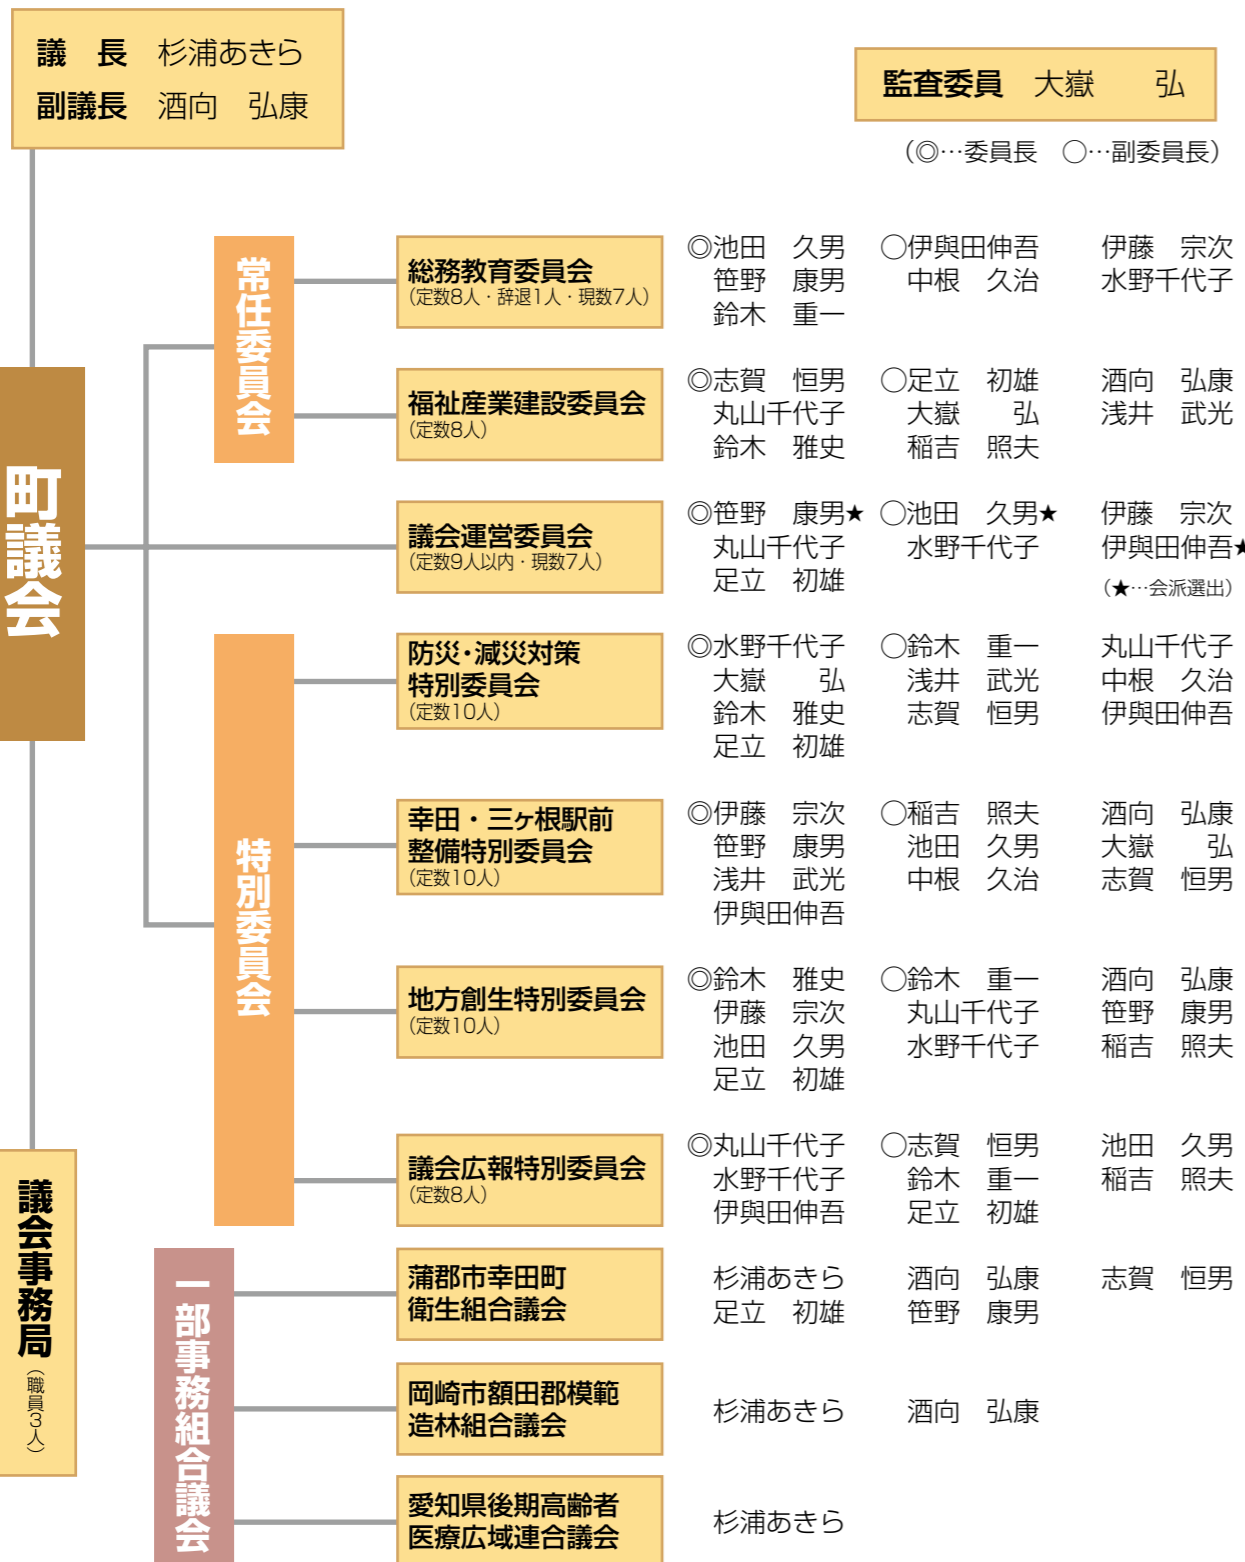 議　長　杉浦あきら
副議長　酒向　弘康
監査委員　大嶽　　弘
（◎…委員長　○…副委員長）
町議会
常任委員会
総務教育委員会
（定数8人・辞退1人・現数7人）
◎池田　久男　○伊與田伸吾　伊藤　宗次
笹野　康男　中根　久治　水野千代子
鈴木　重一
福祉産業建設委員会
（定数8人）
◎志賀　恒男　○足立　初雄　酒向　弘康
丸山千代子　大嶽　　弘　浅井　武光
鈴木　雅史　稲吉　照夫
議会運営委員会
（定数9人以内・現数7人）
◎笹野　康男★　○池田　久男★　伊藤　宗次
丸山千代子　水野千代子　伊與田伸吾★
足立　初雄
（★…会派選出）
特別委員会
防災・減災対策
特別委員会
（定数10人）
◎水野千代子　○鈴木　重一　丸山千代子
大嶽　　弘　浅井　武光　中根　久治
鈴木　雅史　志賀　恒男　伊與田伸吾
足立　初雄
幸田・三ヶ根駅前
整備特別委員会
（定数10人）
◎伊藤　宗次　○稲吉　照夫　酒向　弘康
笹野　康男　池田　久男　大嶽　　弘
浅井　武光　中根　久治　志賀　恒男
伊與田伸吾
地方創生特別委員会
（定数10人）
◎鈴木　雅史　○鈴木　重一　酒向　弘康
伊藤　宗次　丸山千代子　笹野　康男
池田　久男　水野千代子　稲吉　照夫
足立　初雄
議会広報特別委員会
（定数8人）
◎丸山千代子　○志賀　恒男　池田　久男
水野千代子　鈴木　重一　稲吉　照夫
伊與田伸吾　足立　初雄
議会事務局
（職員3人）
一部事務組合議会
蒲郡市幸田町
衛生組合議会
杉浦あきら　酒向　弘康　志賀　恒男
足立　初雄　笹野　康男
岡崎市額田郡模範
造林組合議会
杉浦あきら　酒向　弘康
愛知県後期高齢者
医療広域連合議会
杉浦あきら